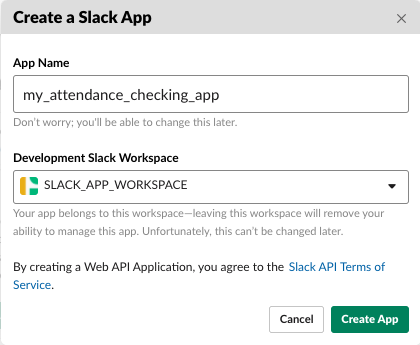 Create a Slack App
App Name
my_attendance_checking_app
Don't worry; you'll be able to change this later.
Development Slack Workspace
SLACK_APP_WORKSPACE
Your app belongs to this workspace—leaving this workspace will remove your
ability to manage this app. Unfortunately, this can't be changed later.
By creating a Web API Application, you agree to the Slack API Terms of
Service.
Cancel Create App